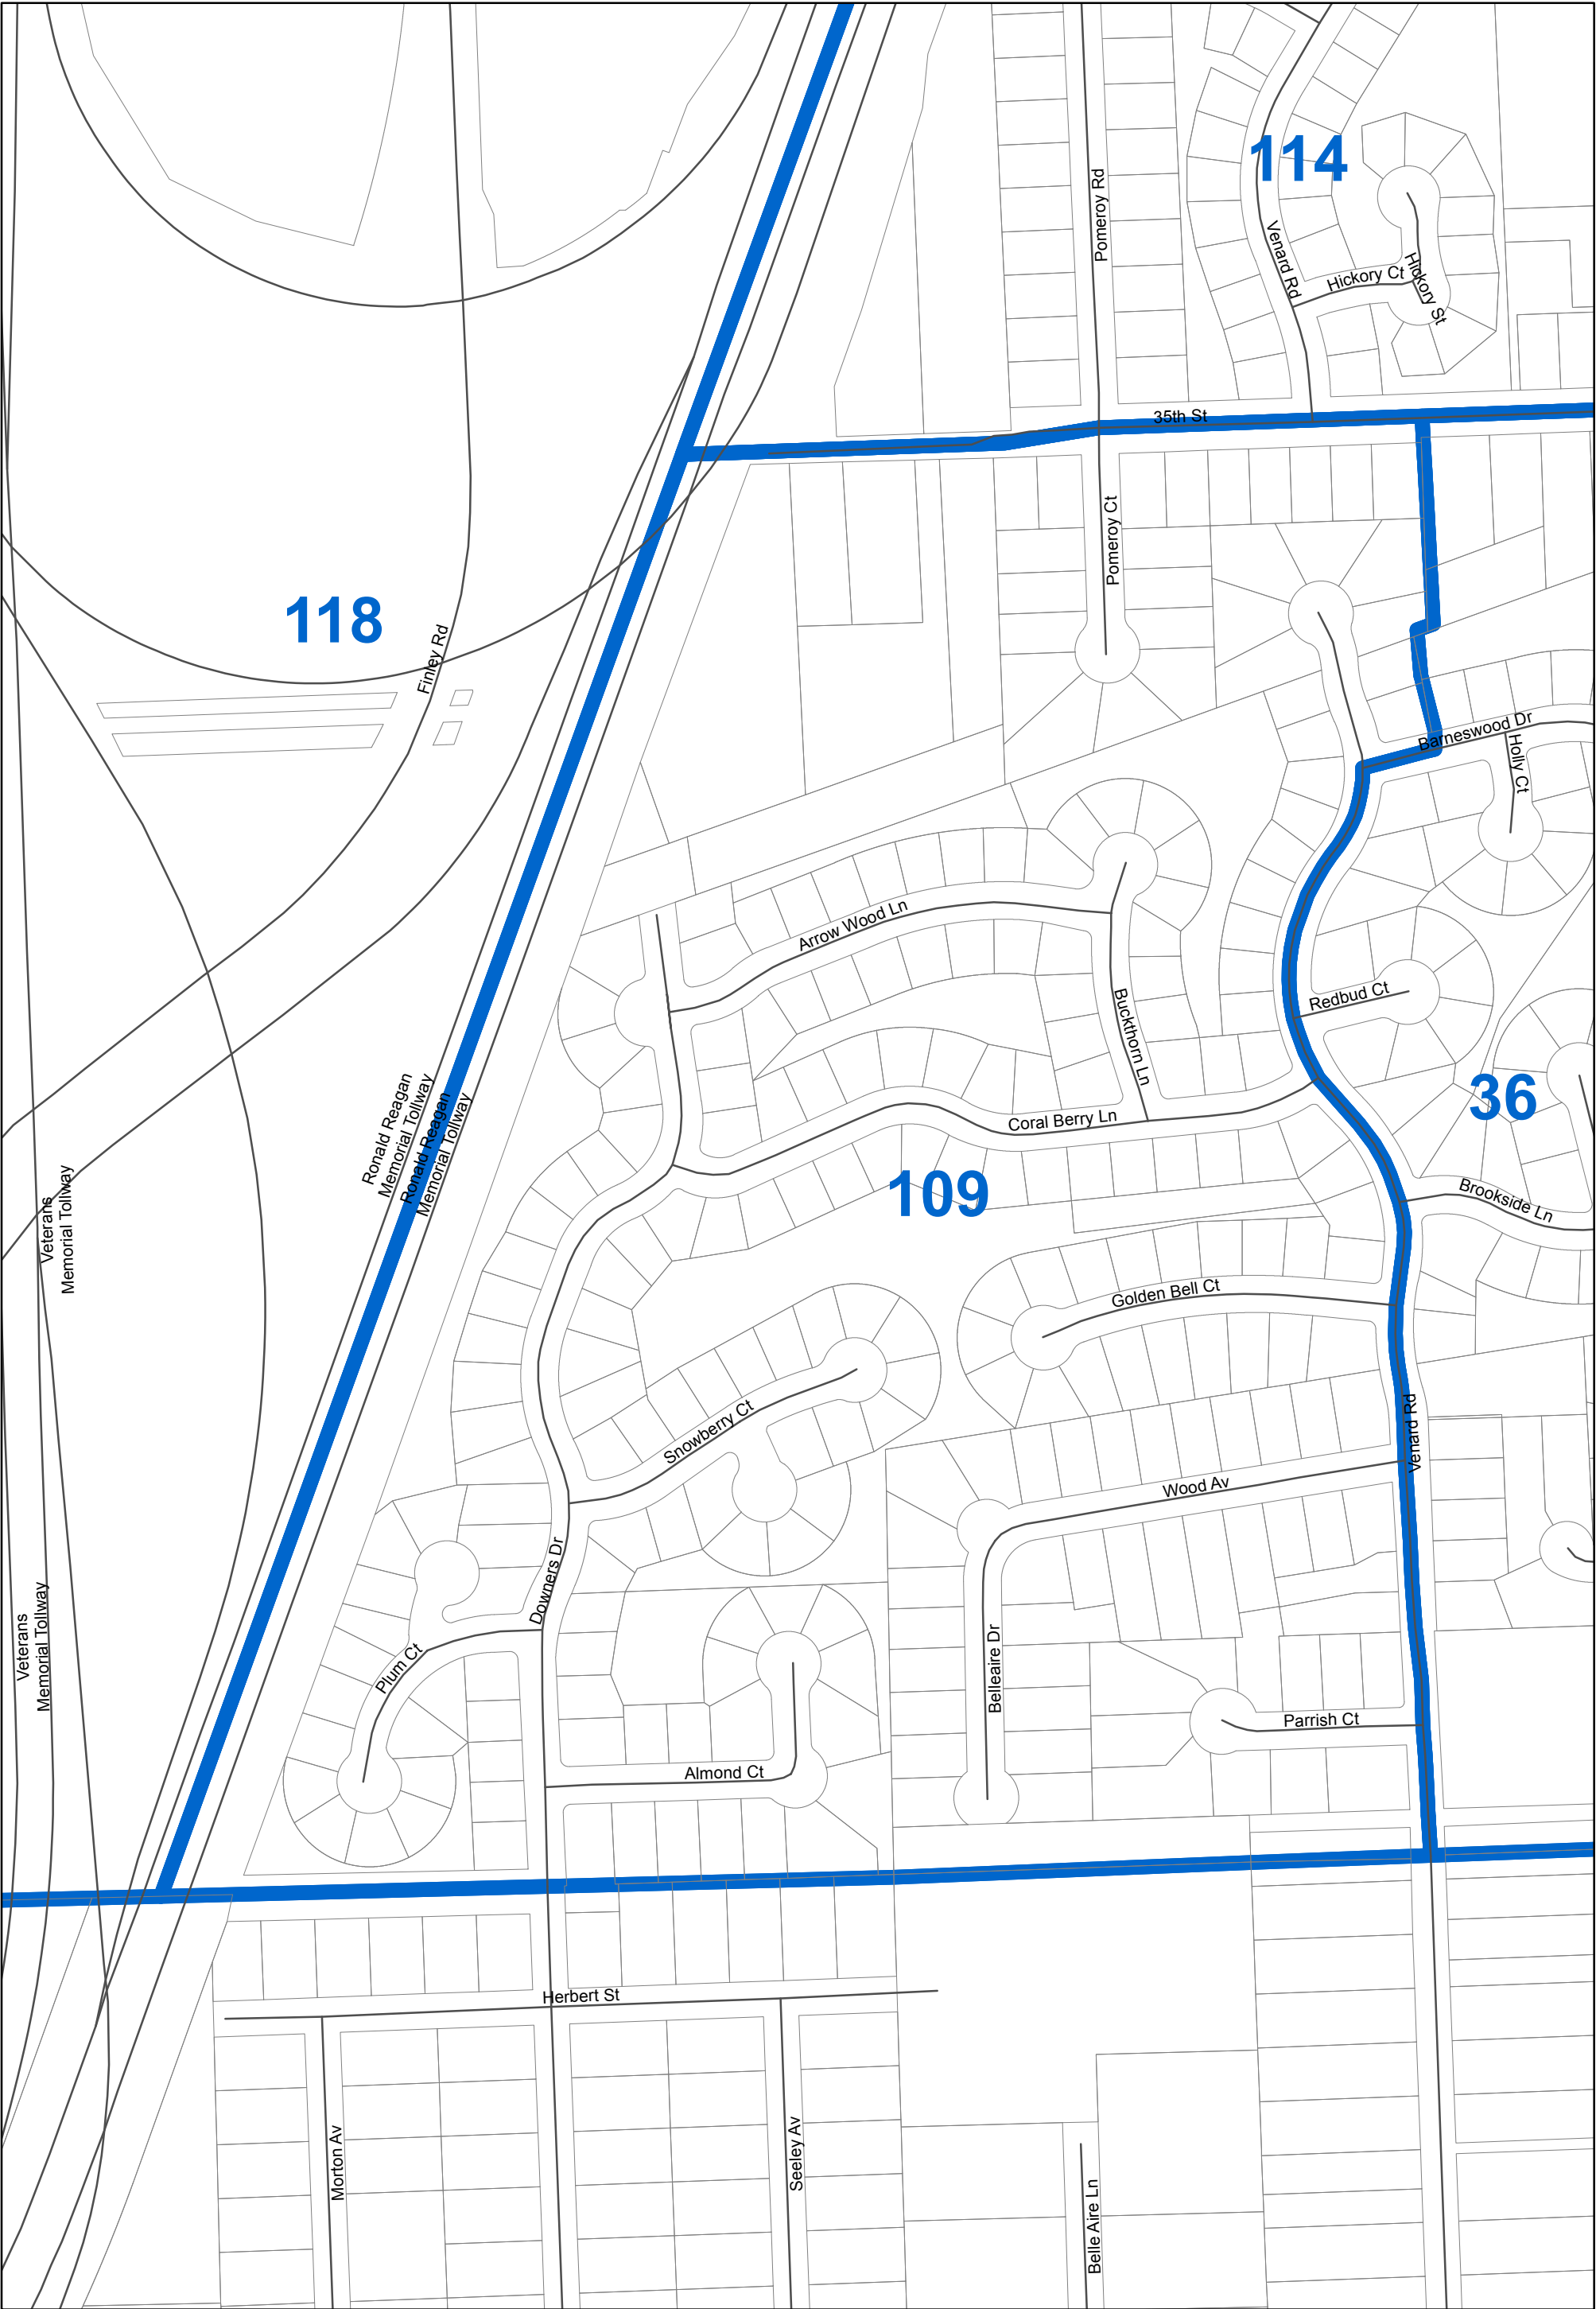 114
Pomeroy Rd
Venard Rd
Hickory Ct
Hickory St
35th St
Pomeroy Ct
118
Finley Rd
Barneswood Dr
Holly Ct
Arrow Wood Ln
Buckthorn Ln
Redbud Ct
36
Coral Berry Ln
Ronald Reagan
Memorial Tollway
Ronald Reagan
Memorial Tollway
109
Brookside Ln
Veterans
Memorial Tollway
Golden Bell Ct
Snowberry Ct
Venard Rd
Wood Av
Downers Dr
Veterans
Memorial Tollway
Plum Ct
Belleaire Dr
Parrish Ct
Almond Ct
Herbert St
Morton Av
Seeley Av
Belle Aire Ln